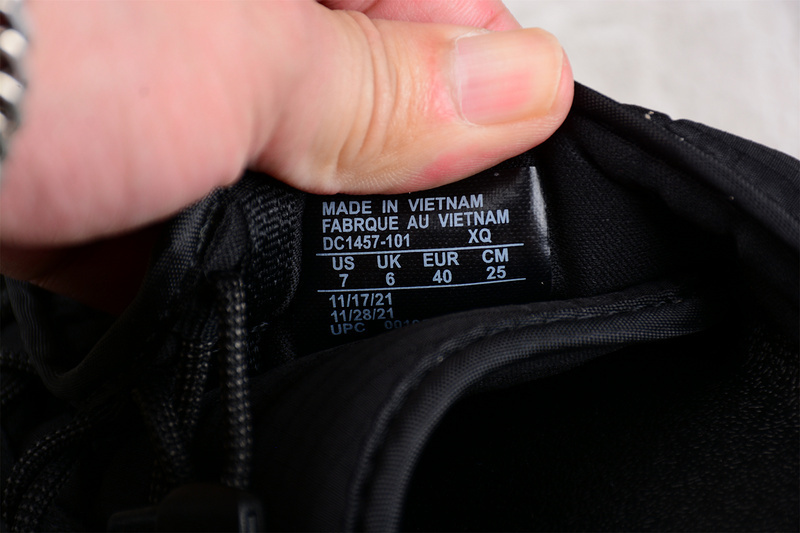 MADE IN VIETNAM
FABRQUE AU VIETNAM
DC1457-101 XQ
US UK EUR CM
7 6 40 25
11/17/21
11/28/21
UPC